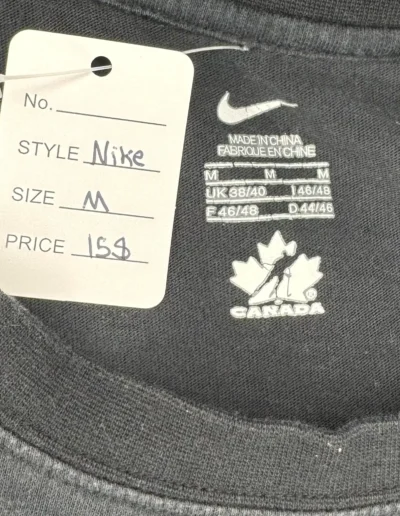 No.
STYLE Nike
SIZE M
PRICE 15$
MADE IN CHINA
FABRIQUE EN CHINE
M M M
UK 38/40 I 46/48
F 46/48 D 44/46
CANADA